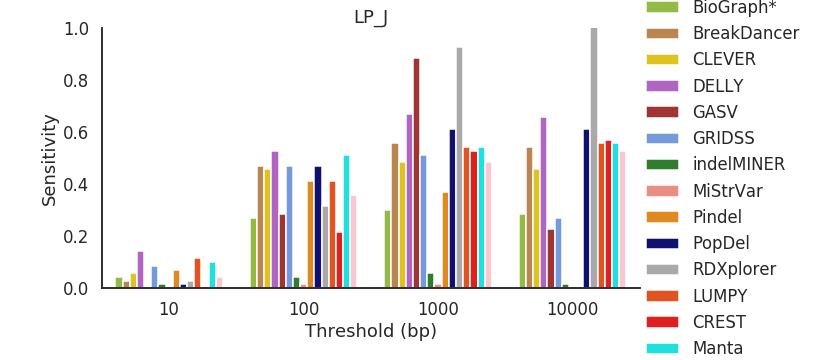 LP_J
1.0
0.8
0.6
0.4
0.2
0.0
Sensitivity
10 100 1000 10000
Threshold (bp)
BioGraph*
BreakDancer
CLEVER
DELLY
GASV
GRIDSS
indelMINER
MiStrVar
Pindel
PopDel
RDXplorer
LUMPY
CREST
Manta